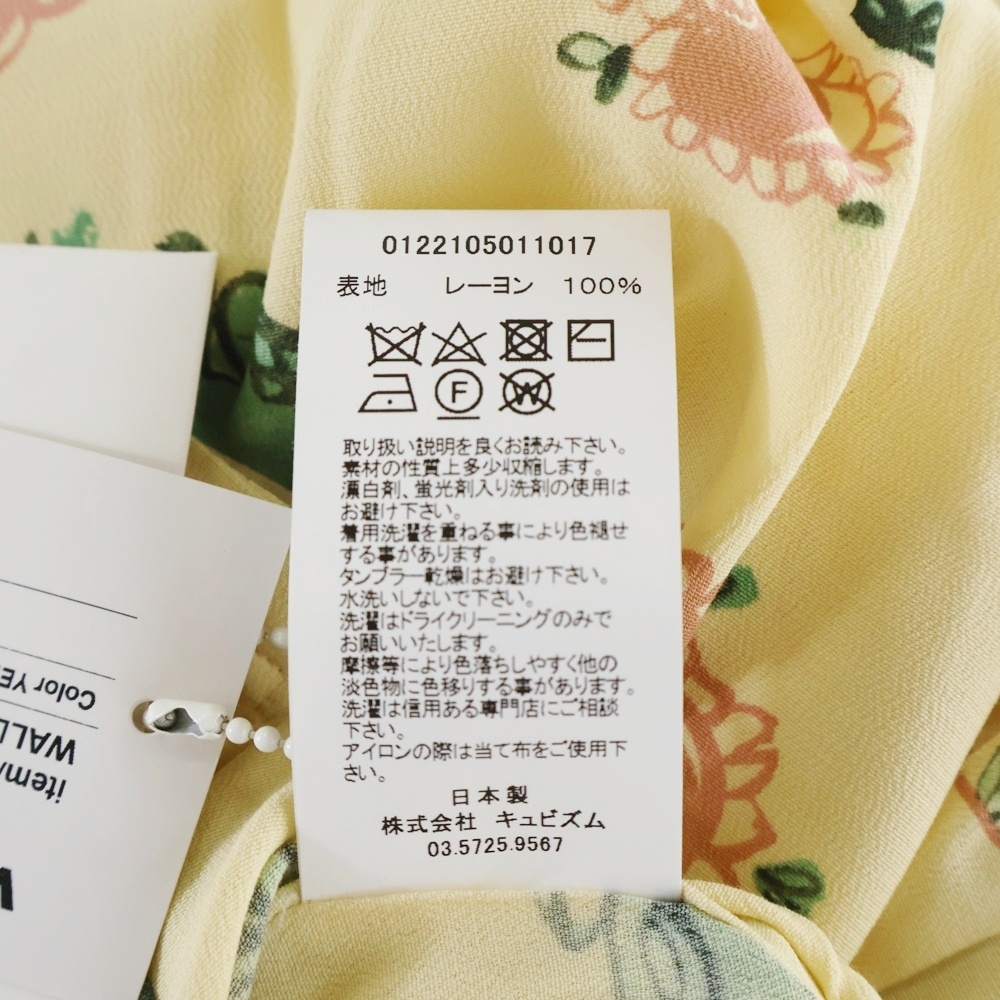 0122105011017
表地 レーヨン 100%
F
W
取り扱い説明を良くお読み下さい。
素材の性質上多少収縮します。
漂白剤、蛍光剤入り洗剤の使用は
お避け下さい。
着用洗濯を重ねる事により色褪せ
する事があります。
タンブラー乾燥はお避け下さい。
水洗いしないで下さい。
洗濯はドライクリーニングのみで
お願いいたします。
摩擦等により色落ちしやすく他の
淡色物に色移りする事があります。
洗濯は信用ある専門店にご相談
下さい。
アイロンの際は当て布をご使用下
さい。
日本製
株式会社 キュビズム
03.5725.9567
item
WALL
Color YE